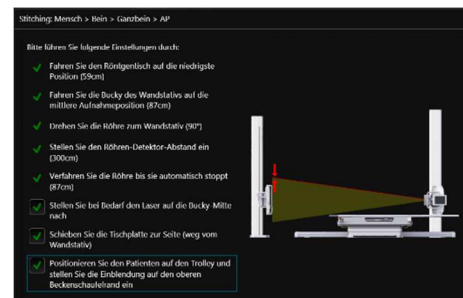 Stitching: Mensch > Bein > Ganzbein > AP
Bitte führen Sie folgende Einstellungen durch:
Fahren Sie den Röntgentisch auf die niedrigste
Position (59cm)
Fahren Sie die Bucky des Wandstativs auf die
mittlere Aufnahmeposition (87cm)
Drehen Sie die Röhre zum Wandstativ (90°)
Stellen Sie den Röhren-Detektor-Abstand ein
(300cm)
Verfahren Sie die Röhre bis sie automatisch stoppt
(87cm)
Stellen Sie bei Bedarf den Laser auf die Bucky-Mitte
nach
Schieben Sie die Tischplatte zur Seite (weg vom
Wandstativ)
Positionieren Sie den Patienten auf den Trolley und
stellen Sie die Einblendung auf den oberen
Beckenschaufelrand ein